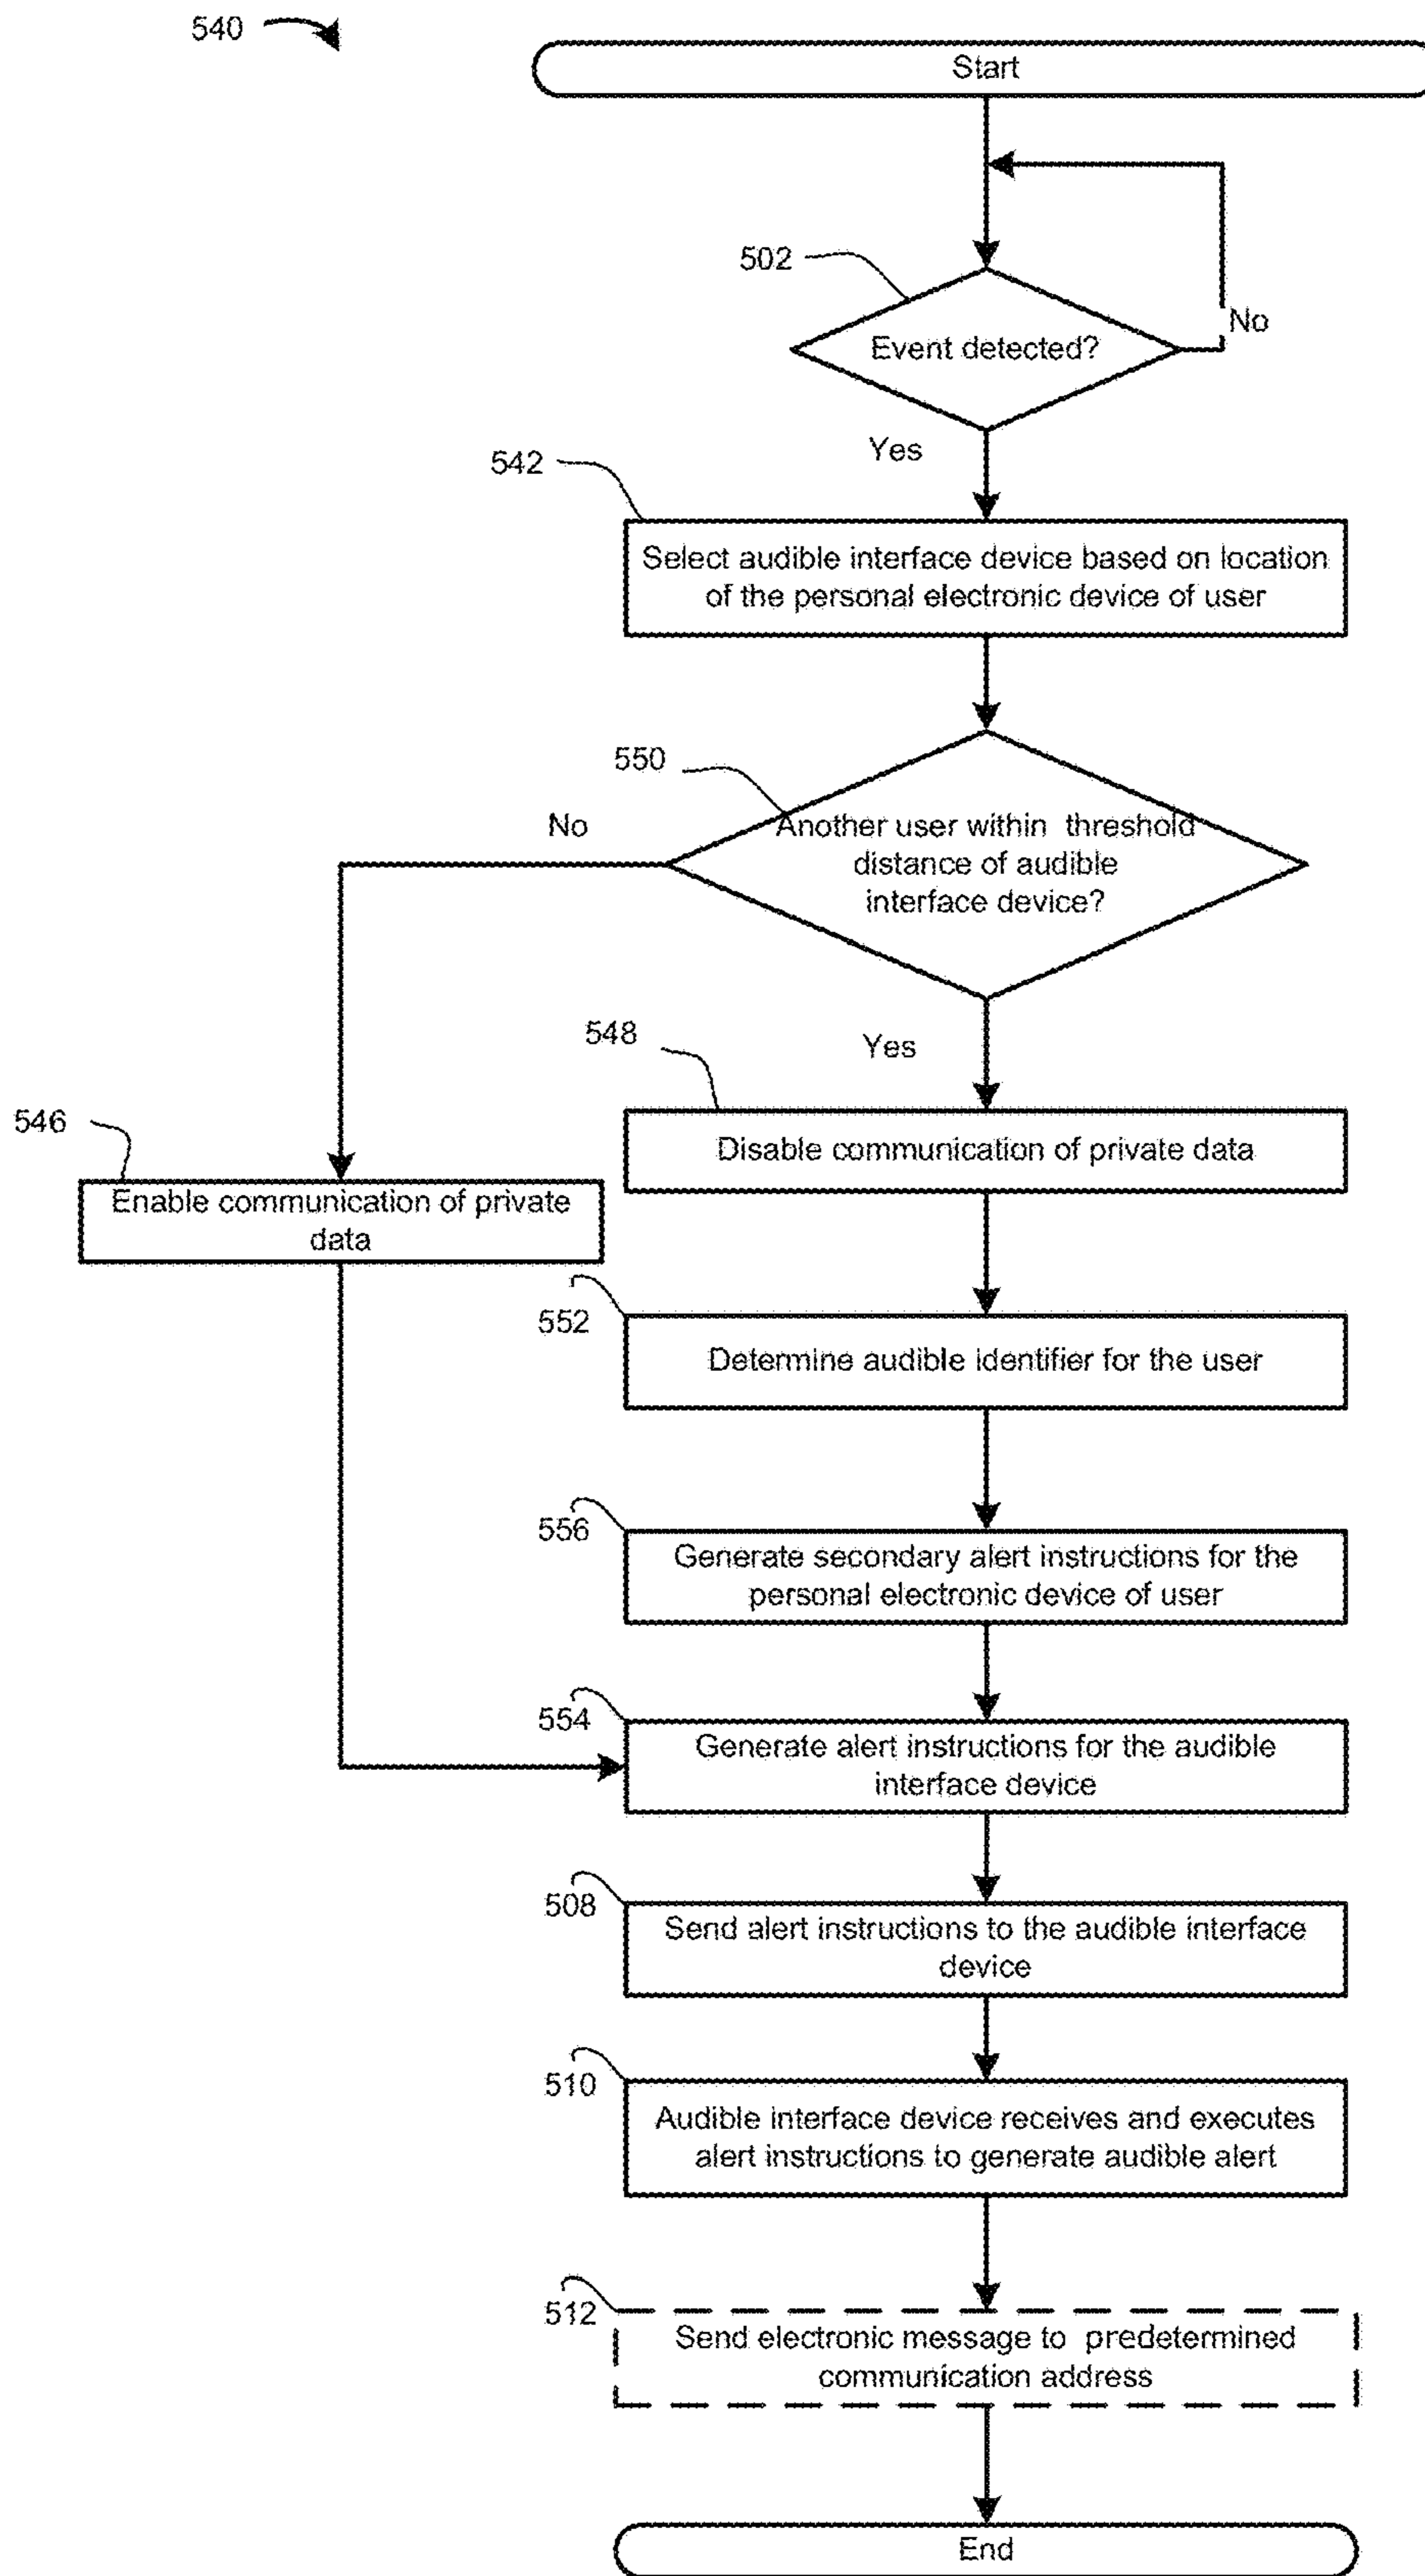 540
Start
502
No
Event detected?
Yes
542
Select audible interface device based on location
of the personal electronic device of user
550
No
Another user within threshold
distance of audible
interface device?
548
Yes
546
Disable communication of private data
Enable communication of private
data
552
Determine audible identifier for the user
556
Generate secondary alert instructions for the
personal electronic device of user
554
Generate alert instructions for the audible
interface device
508
Send alert instructions to the audible interface
device
510
Audible interface device receives and executes
alert instructions to generate audible alert
512
Send electronic message to predetermined
communication address
End